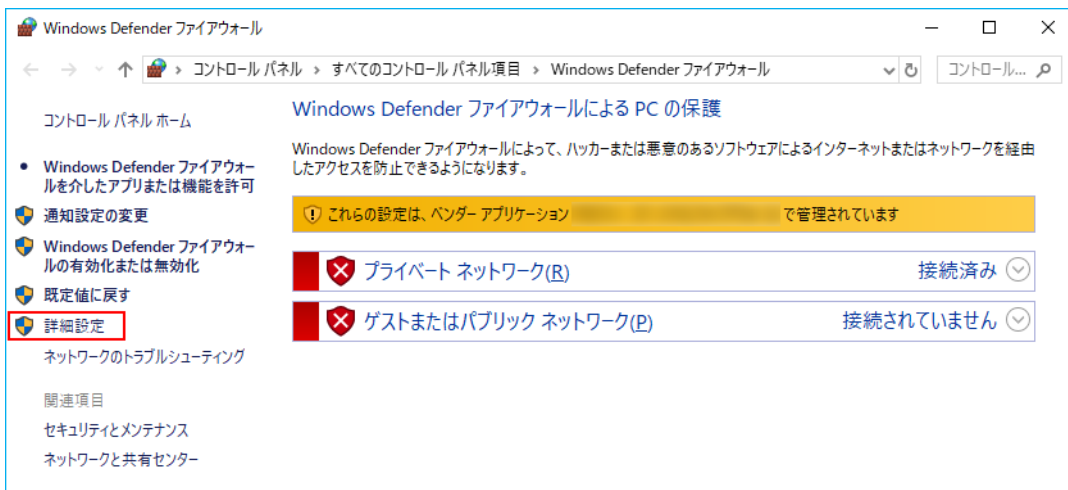 Windows Defender ファイアウォール
コントロール パネル › すべてのコントロール パネル項目 › Windows Defender ファイアウォール
コントロール...
コントロール パネル ホーム
Windows Defender ファイアウォー
ルを介したアプリまたは機能を許可
通知設定の変更
Windows Defender ファイアウォー
ルの有効化または無効化
既定値に戻す
詳細設定
ネットワークのトラブルシューティング
関連項目
セキュリティとメンテナンス
ネットワークと共有センター
Windows Defender ファイアウォールによる PC の保護
Windows Defender ファイアウォールによって、ハッカーまたは悪意のあるソフトウェアによるインターネットまたはネットワークを経由
したアクセスを防止できるようになります。
これらの設定は、ベンダー アプリケーション で管理されています
プライベート ネットワーク(R) 接続済み
ゲストまたはパブリック ネットワーク(P) 接続されていません